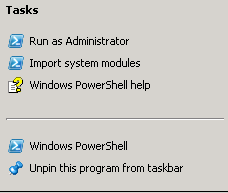 Tasks
Run as Administrator
Import system modules
Windows PowerShell help
Windows PowerShell
Unpin this program from taskbar